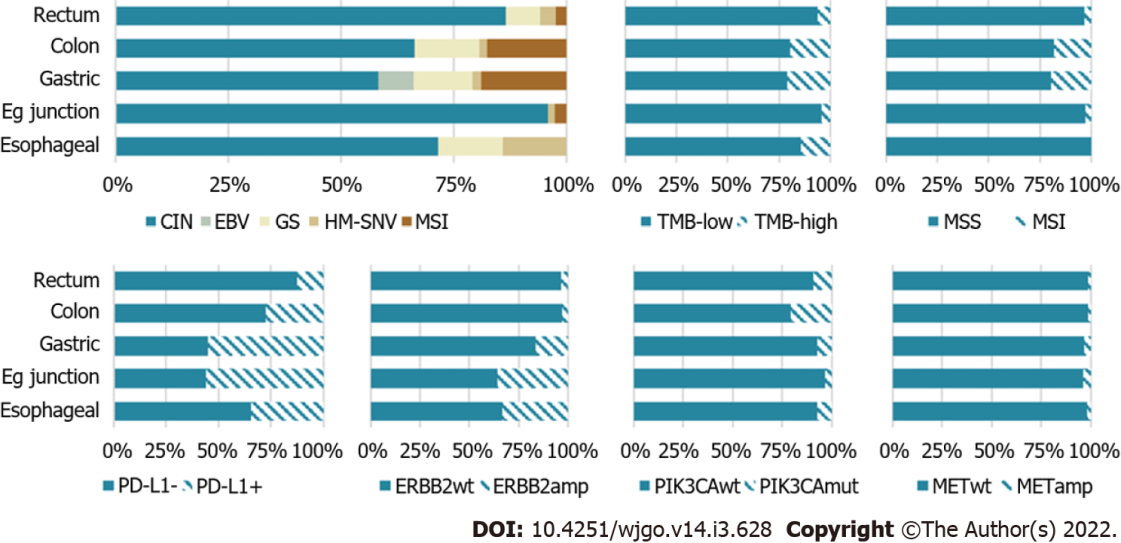 Rectum
Colon
Gastric
Eg junction
Esophageal
0% 25% 50% 75% 100%
CIN EBV GS HM-SNV MSI
0% 25% 50% 75% 100%
TMB-low TMB-high
0% 25% 50% 75% 100%
MSS MSI
Rectum
Colon
Gastric
Eg junction
Esophageal
0% 25% 50% 75% 100%
PD-L1- PD-L1+
0% 25% 50% 75% 100%
ERBB2wt ERBB2amp
0% 25% 50% 75% 100%
PIK3CAwt PIK3CAmut
0% 25% 50% 75% 100%
METwt METamp
DOI: 10.4251/wjgo.v14.i3.628 Copyright ©The Author(s) 2022.